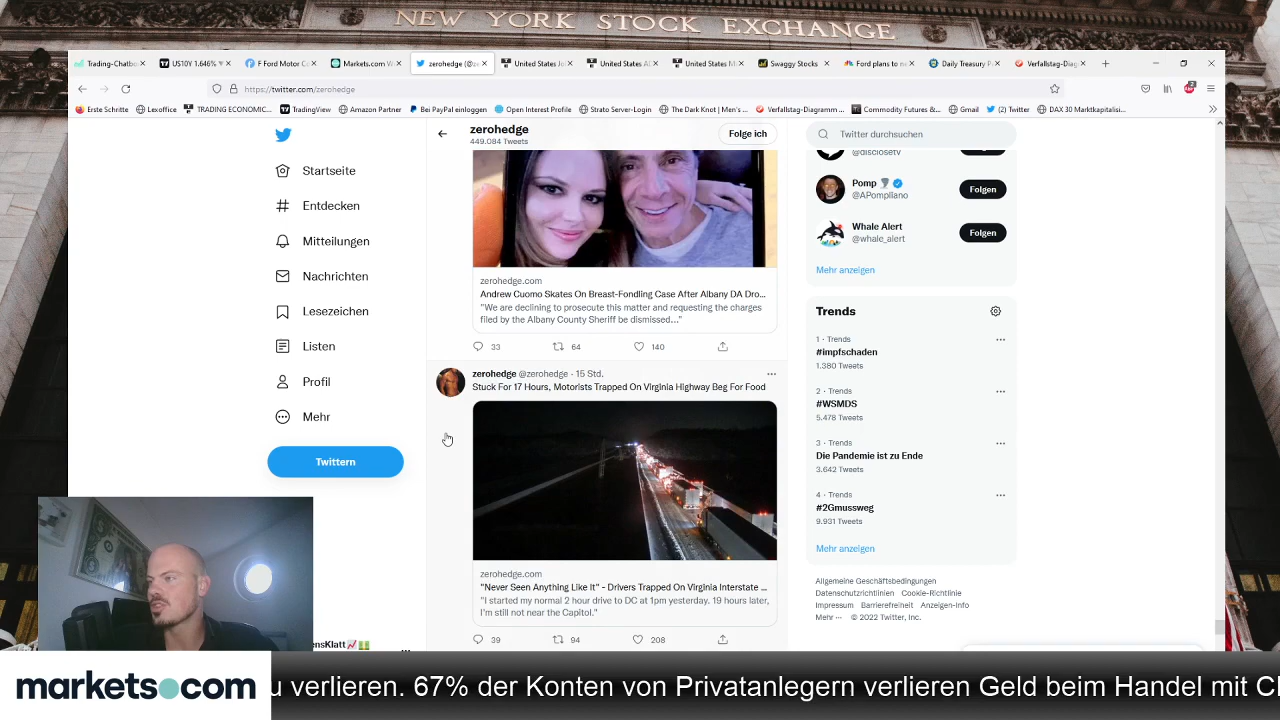 NEW YORK STOCK EXCHANGE
Trading-Chatbo
US10Y 1.646% ▼
F Ford Motor Ca
Markets.com W
zerohedge (@ze
United States Jo
United States A
United States M
Swaggy Stocks
Ford plans to ne
Daily Treasury P
Verfallstag-Diag
https://twitter.com/zerohedge
Erste Schritte
Lexoffice
TRADING ECONOMIC...
TradingView
Amazon Partner
Bei PayPal einloggen
Open Interest Profile
Strato Server-Login
The Dark Knot | Men's ...
Verfallstag-Diagramm ...
Commodity Futures &...
Gmail
(2) Twitter
DAX 30 Marktkapitalisi...
Startseite
Entdecken
Mitteilungen
Nachrichten
Lesezeichen
Listen
Profil
Mehr
Twittern
ensKlatt
zerohedge
449.084 Tweets
Folge ich
zerohedge.com
Andrew Cuomo Skates On Breast-Fondling Case After Albany DA Dro...
"We are declining to prosecute this matter and requesting the charges
filed by the Albany County Sheriff be dismissed..."
33 64 140
zerohedge @zerohedge · 15 Std.
Stuck For 17 Hours, Motorists Trapped On Virginia Highway Beg For Food
zerohedge.com
"Never Seen Anything Like It" - Drivers Trapped On Virginia Interstate ...
"I started my normal 2 hour drive to DC at 1pm yesterday. 19 hours later,
I'm still not near the Capitol."
39 94 208
Twitter durchsuchen
@disclosetv
Pomp
@APompliano
Folgen
Whale Alert
@whale_alert
Folgen
Mehr anzeigen
Trends
1 · Trends
#impfschaden
1.380 Tweets
2 · Trends
#WSMDS
5.478 Tweets
3 · Trends
Die Pandemie ist zu Ende
3.642 Tweets
4 · Trends
#2Gmussweg
9.931 Tweets
Mehr anzeigen
Allgemeine Geschäftsbedingungen
Datenschutzrichtlinien Cookie-Richtlinie
Impressum Barrierefreiheit Anzeigen-Info
Mehr ··· © 2022 Twitter, Inc.
markets.com
u verlieren. 67% der Konten von Privatanlegern verlieren Geld beim Handel mit C